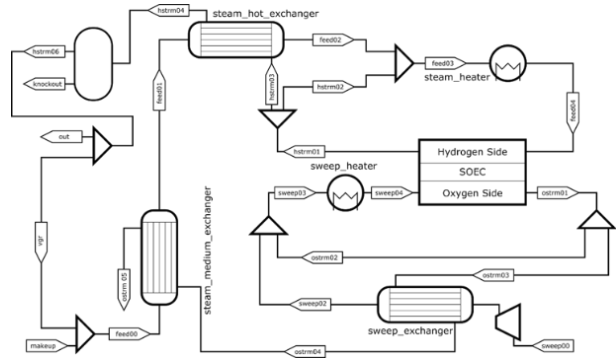 hstrm04
steam_hot_exchanger
hstrm06
feed02
knockout
feed01
hstrm03
hstrm02
feed03
steam_heater
feed04
out
hstrm01
Hydrogen Side
SOEC
Oxygen Side
sweep_heater
sweep03
sweep04
ostrm01
vgr
ostrm 05
steam_medium_exchanger
ostrm02
ostrm03
sweep02
sweep_exchanger
makeup
feed00
ostrm04
sweep00